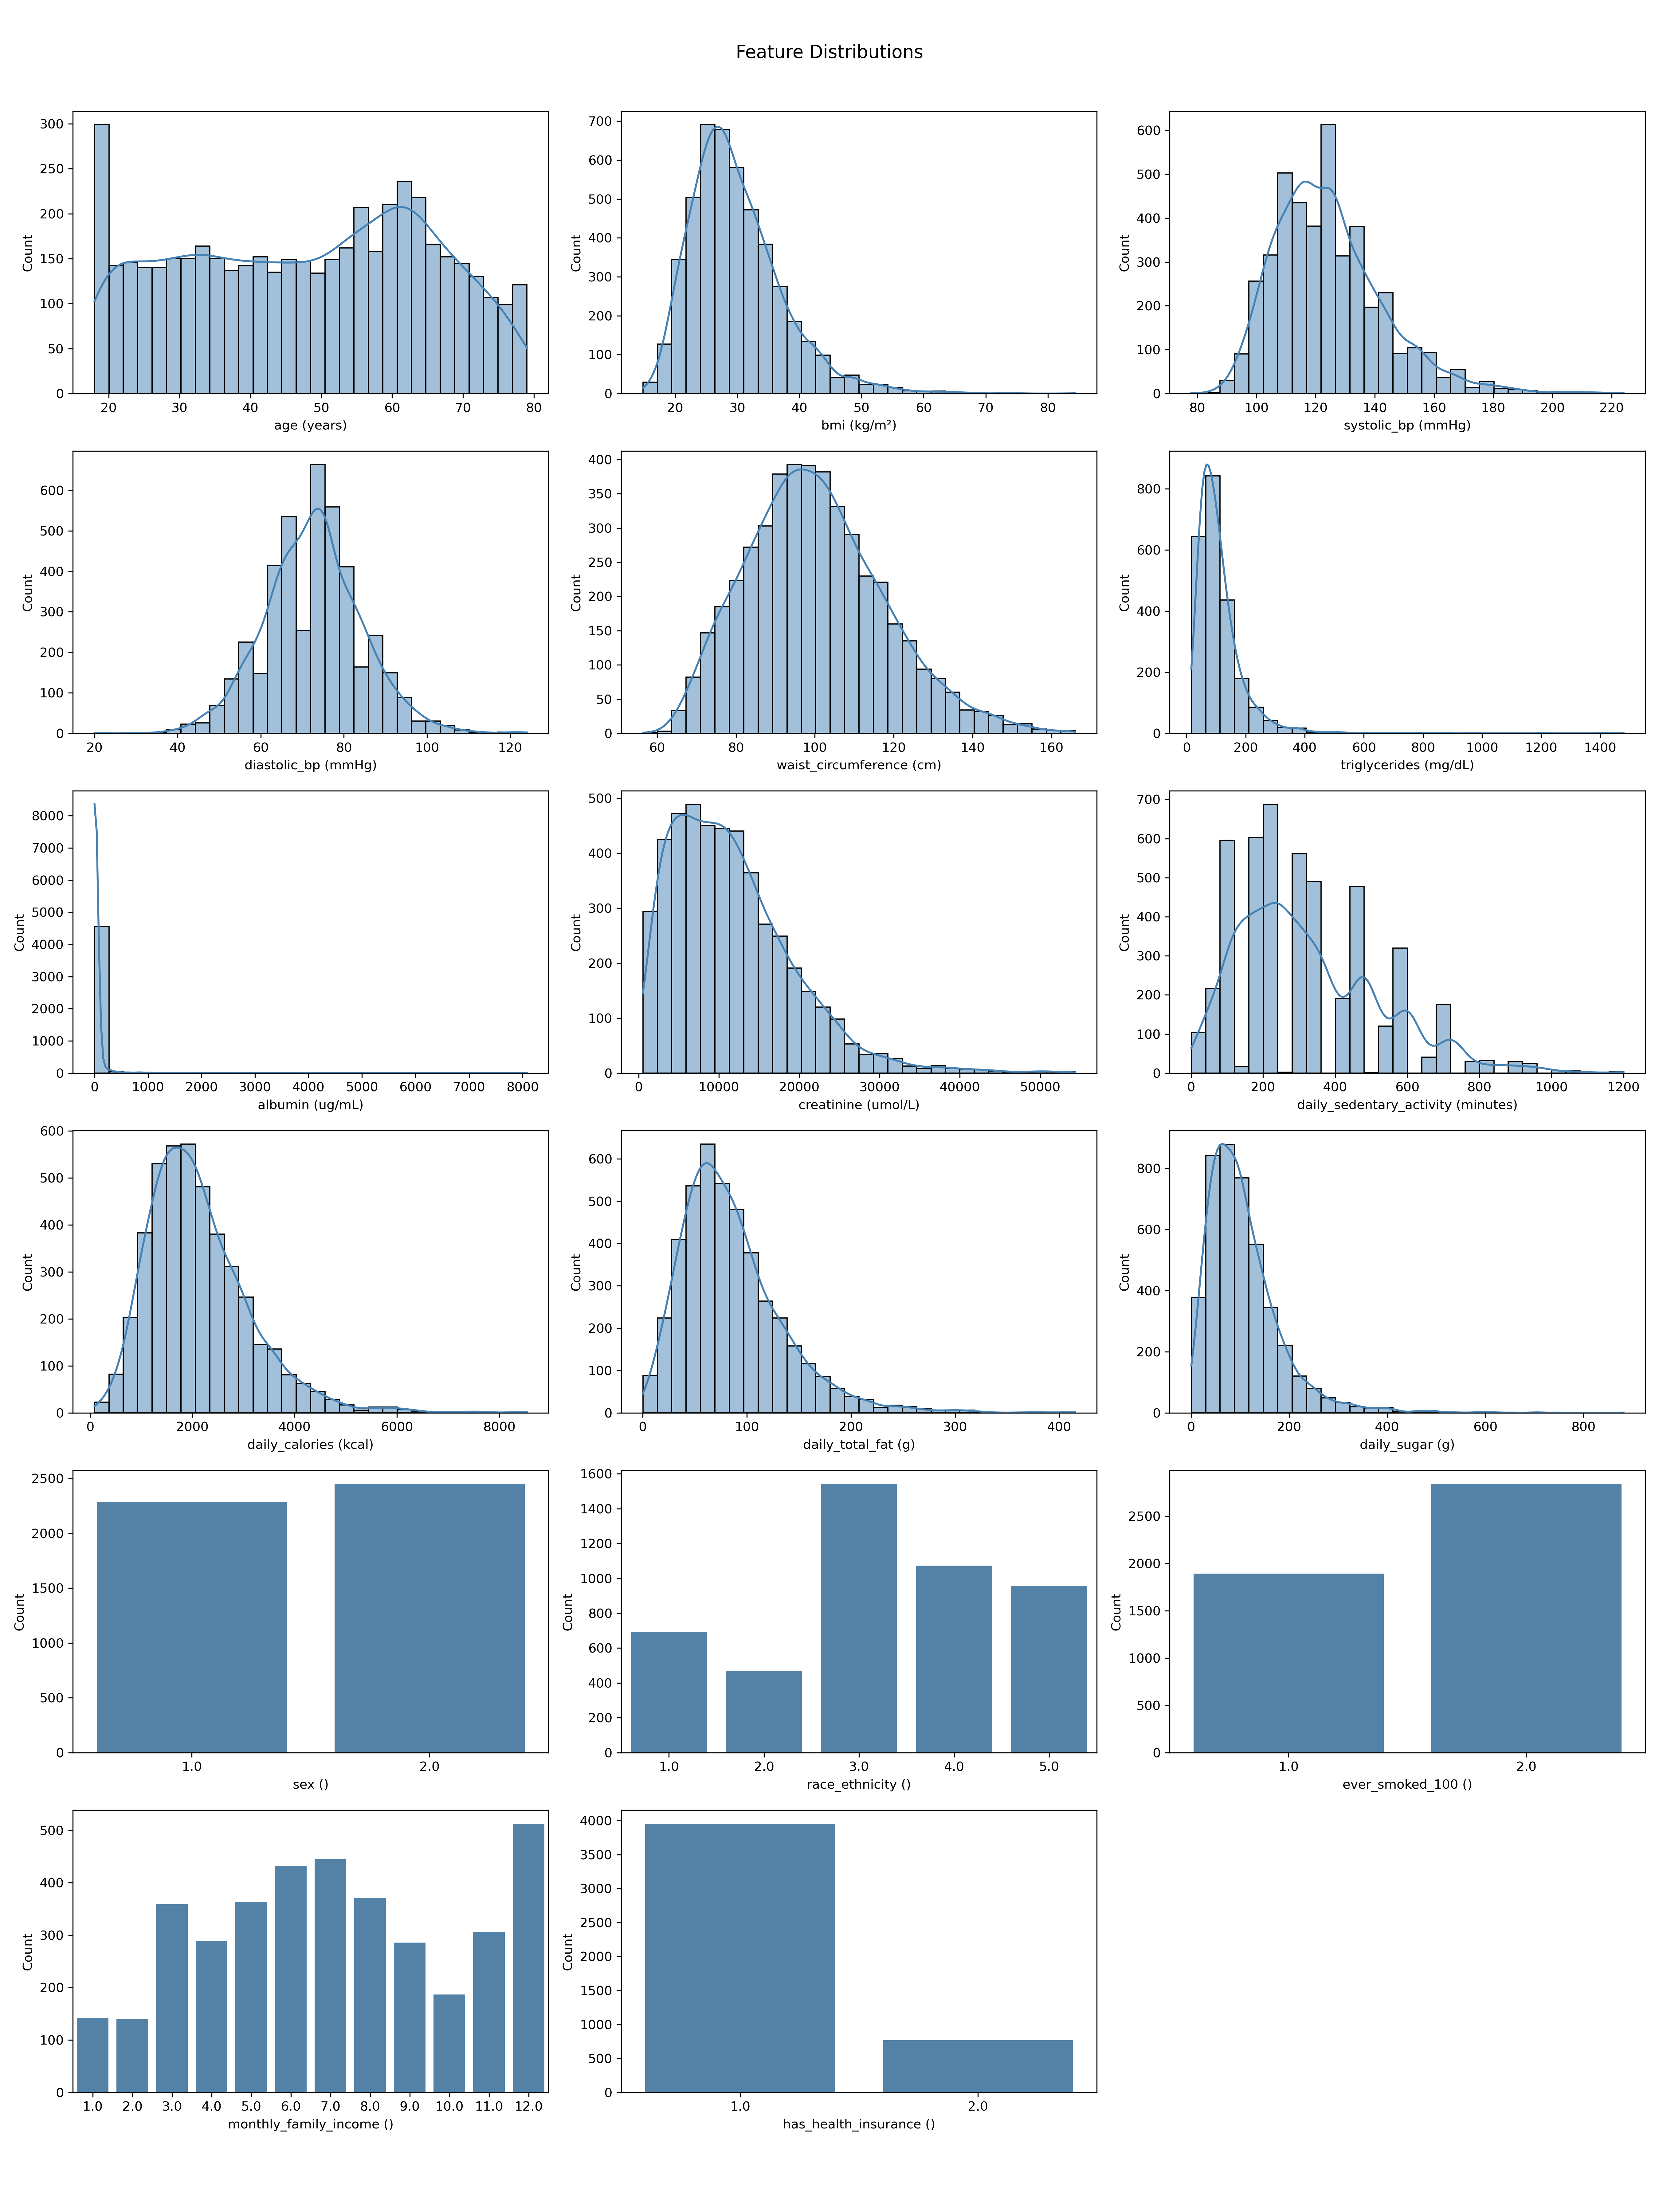 Feature Distributions
Count
300
250
200
150
100
50
0
20 30 40 50 60 70 80
age (years)
Count
700
600
500
400
300
200
100
0
20 30 40 50 60 70 80
bmi (kg/m²)
Count
600
500
400
300
200
100
0
80 100 120 140 160 180 200 220
systolic_bp (mmHg)
Count
600
500
400
300
200
100
0
20 40 60 80 100 120
diastolic_bp (mmHg)
Count
400
350
300
250
200
150
100
50
0
60 80 100 120 140 160
waist_circumference (cm)
Count
800
600
400
200
0
0 200 400 600 800 1000 1200 1400
triglycerides (mg/dL)
Count
8000
7000
6000
5000
4000
3000
2000
1000
0
0 1000 2000 3000 4000 5000 6000 7000 8000
albumin (ug/mL)
Count
500
400
300
200
100
0
0 10000 20000 30000 40000 50000
creatinine (umol/L)
Count
700
600
500
400
300
200
100
0
0 200 400 600 800 1000 1200
daily_sedentary_activity (minutes)
Count
600
500
400
300
200
100
0
0 2000 4000 6000 8000
daily_calories (kcal)
Count
600
500
400
300
200
100
0
0 100 200 300 400
daily_total_fat (g)
Count
800
600
400
200
0
0 200 400 600 800
daily_sugar (g)
Count
2500
2000
1500
1000
500
0
1.0 2.0
sex ()
Count
1600
1400
1200
1000
800
600
400
200
0
1.0 2.0 3.0 4.0 5.0
race_ethnicity ()
Count
2500
2000
1500
1000
500
0
1.0 2.0
ever_smoked_100 ()
Count
500
400
300
200
100
0
1.0 2.0 3.0 4.0 5.0 6.0 7.0 8.0 9.0 10.0 11.0 12.0
monthly_family_income ()
Count
4000
3500
3000
2500
2000
1500
1000
500
0
1.0 2.0
has_health_insurance ()